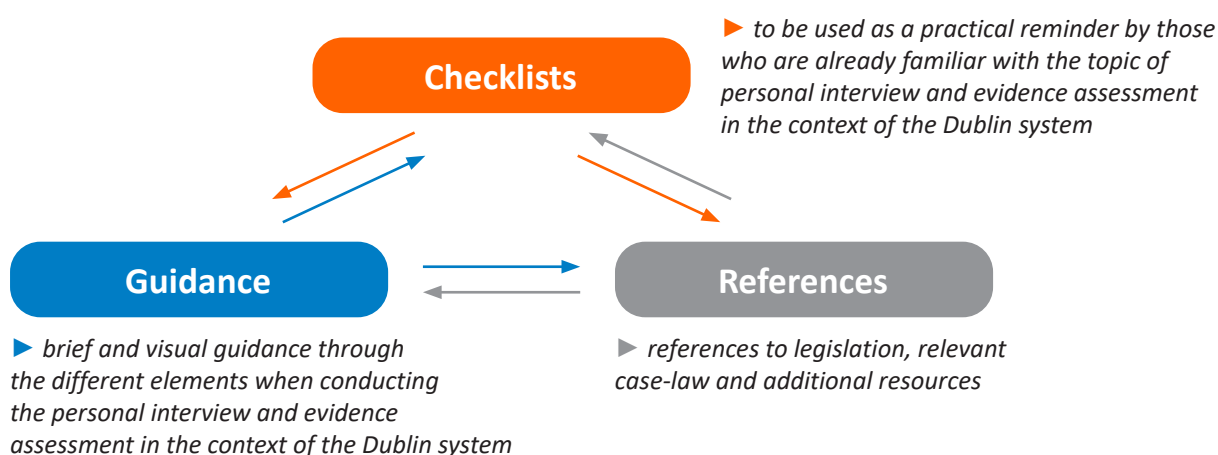 Checklists
► to be used as a practical reminder by those
who are already familiar with the topic of
personal interview and evidence assessment
in the context of the Dublin system
Guidance
► brief and visual guidance through
the different elements when conducting
the personal interview and evidence
assessment in the context of the Dublin system
References
► references to legislation, relevant
case-law and additional resources